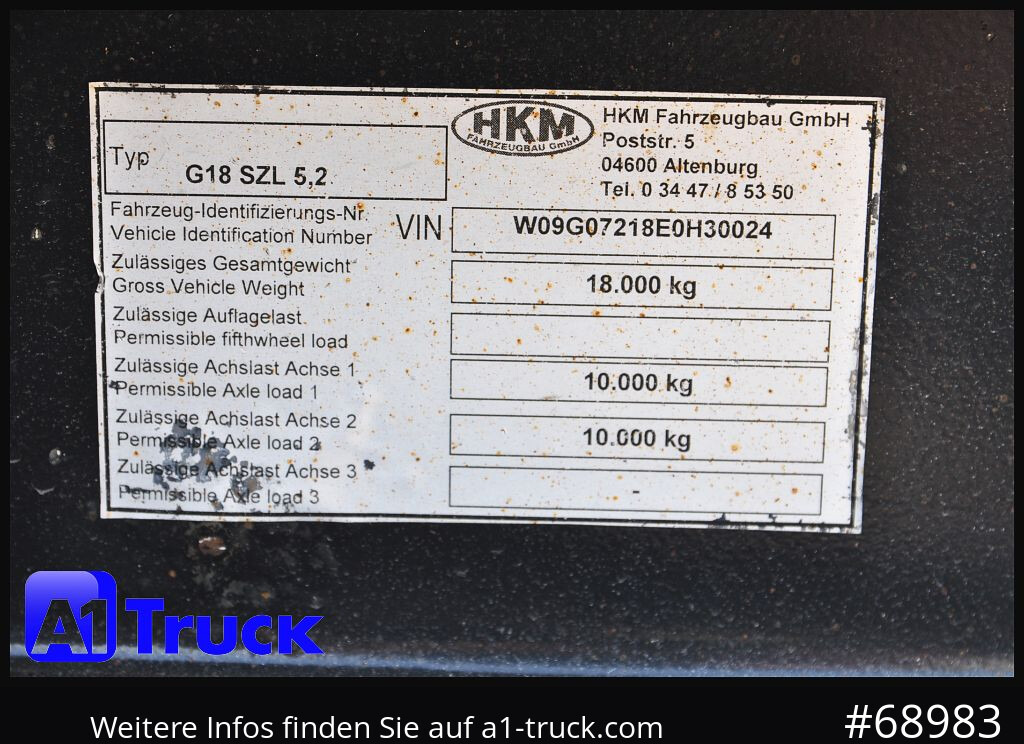 HKM
FAHRZEUGBAU GmbH
HKM Fahrzeugbau GmbH
Poststr. 5
04600 Altenburg
Tel. 0 34 47 / 8 53 50
Typ
G18 SZL 5,2
Fahrzeug-Identifizierungs-Nr.
Vehicle Identification Number
VIN
W09G07218E0H30024
Zulässiges Gesamtgewicht
Gross Vehicle Weight
18.000 kg
Zulässige Auflagelast
Permissible fifthwheel load
Zulässige Achslast Achse 1
Permissible Axle load 1
10.000 kg
Zulässige Achslast Achse 2
Permissible Axle load 2
10.000 kg
Zulässige Achslast Achse 3
Permissible Axle load 3
-
A1 Truck
Weitere Infos finden Sie auf a1-truck.com
#68983